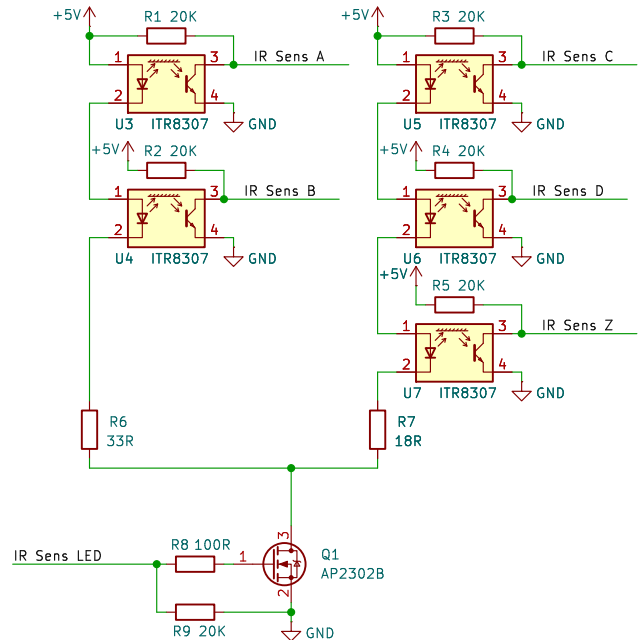 +5V
R1 20K
1
3
IR Sens A
2
4
U3 ITR8307
GND
+5V
R2 20K
1
3
IR Sens B
2
4
U4 ITR8307
GND
R6
33R
+5V
R3 20K
1
3
IR Sens C
2
4
U5 ITR8307
GND
+5V
R4 20K
1
3
IR Sens D
2
4
U6 ITR8307
GND
+5V
R5 20K
1
3
IR Sens Z
2
4
U7 ITR8307
GND
R7
18R
IR Sens LED
R8 100R
1
3
2
Q1
AP2302B
R9 20K
GND